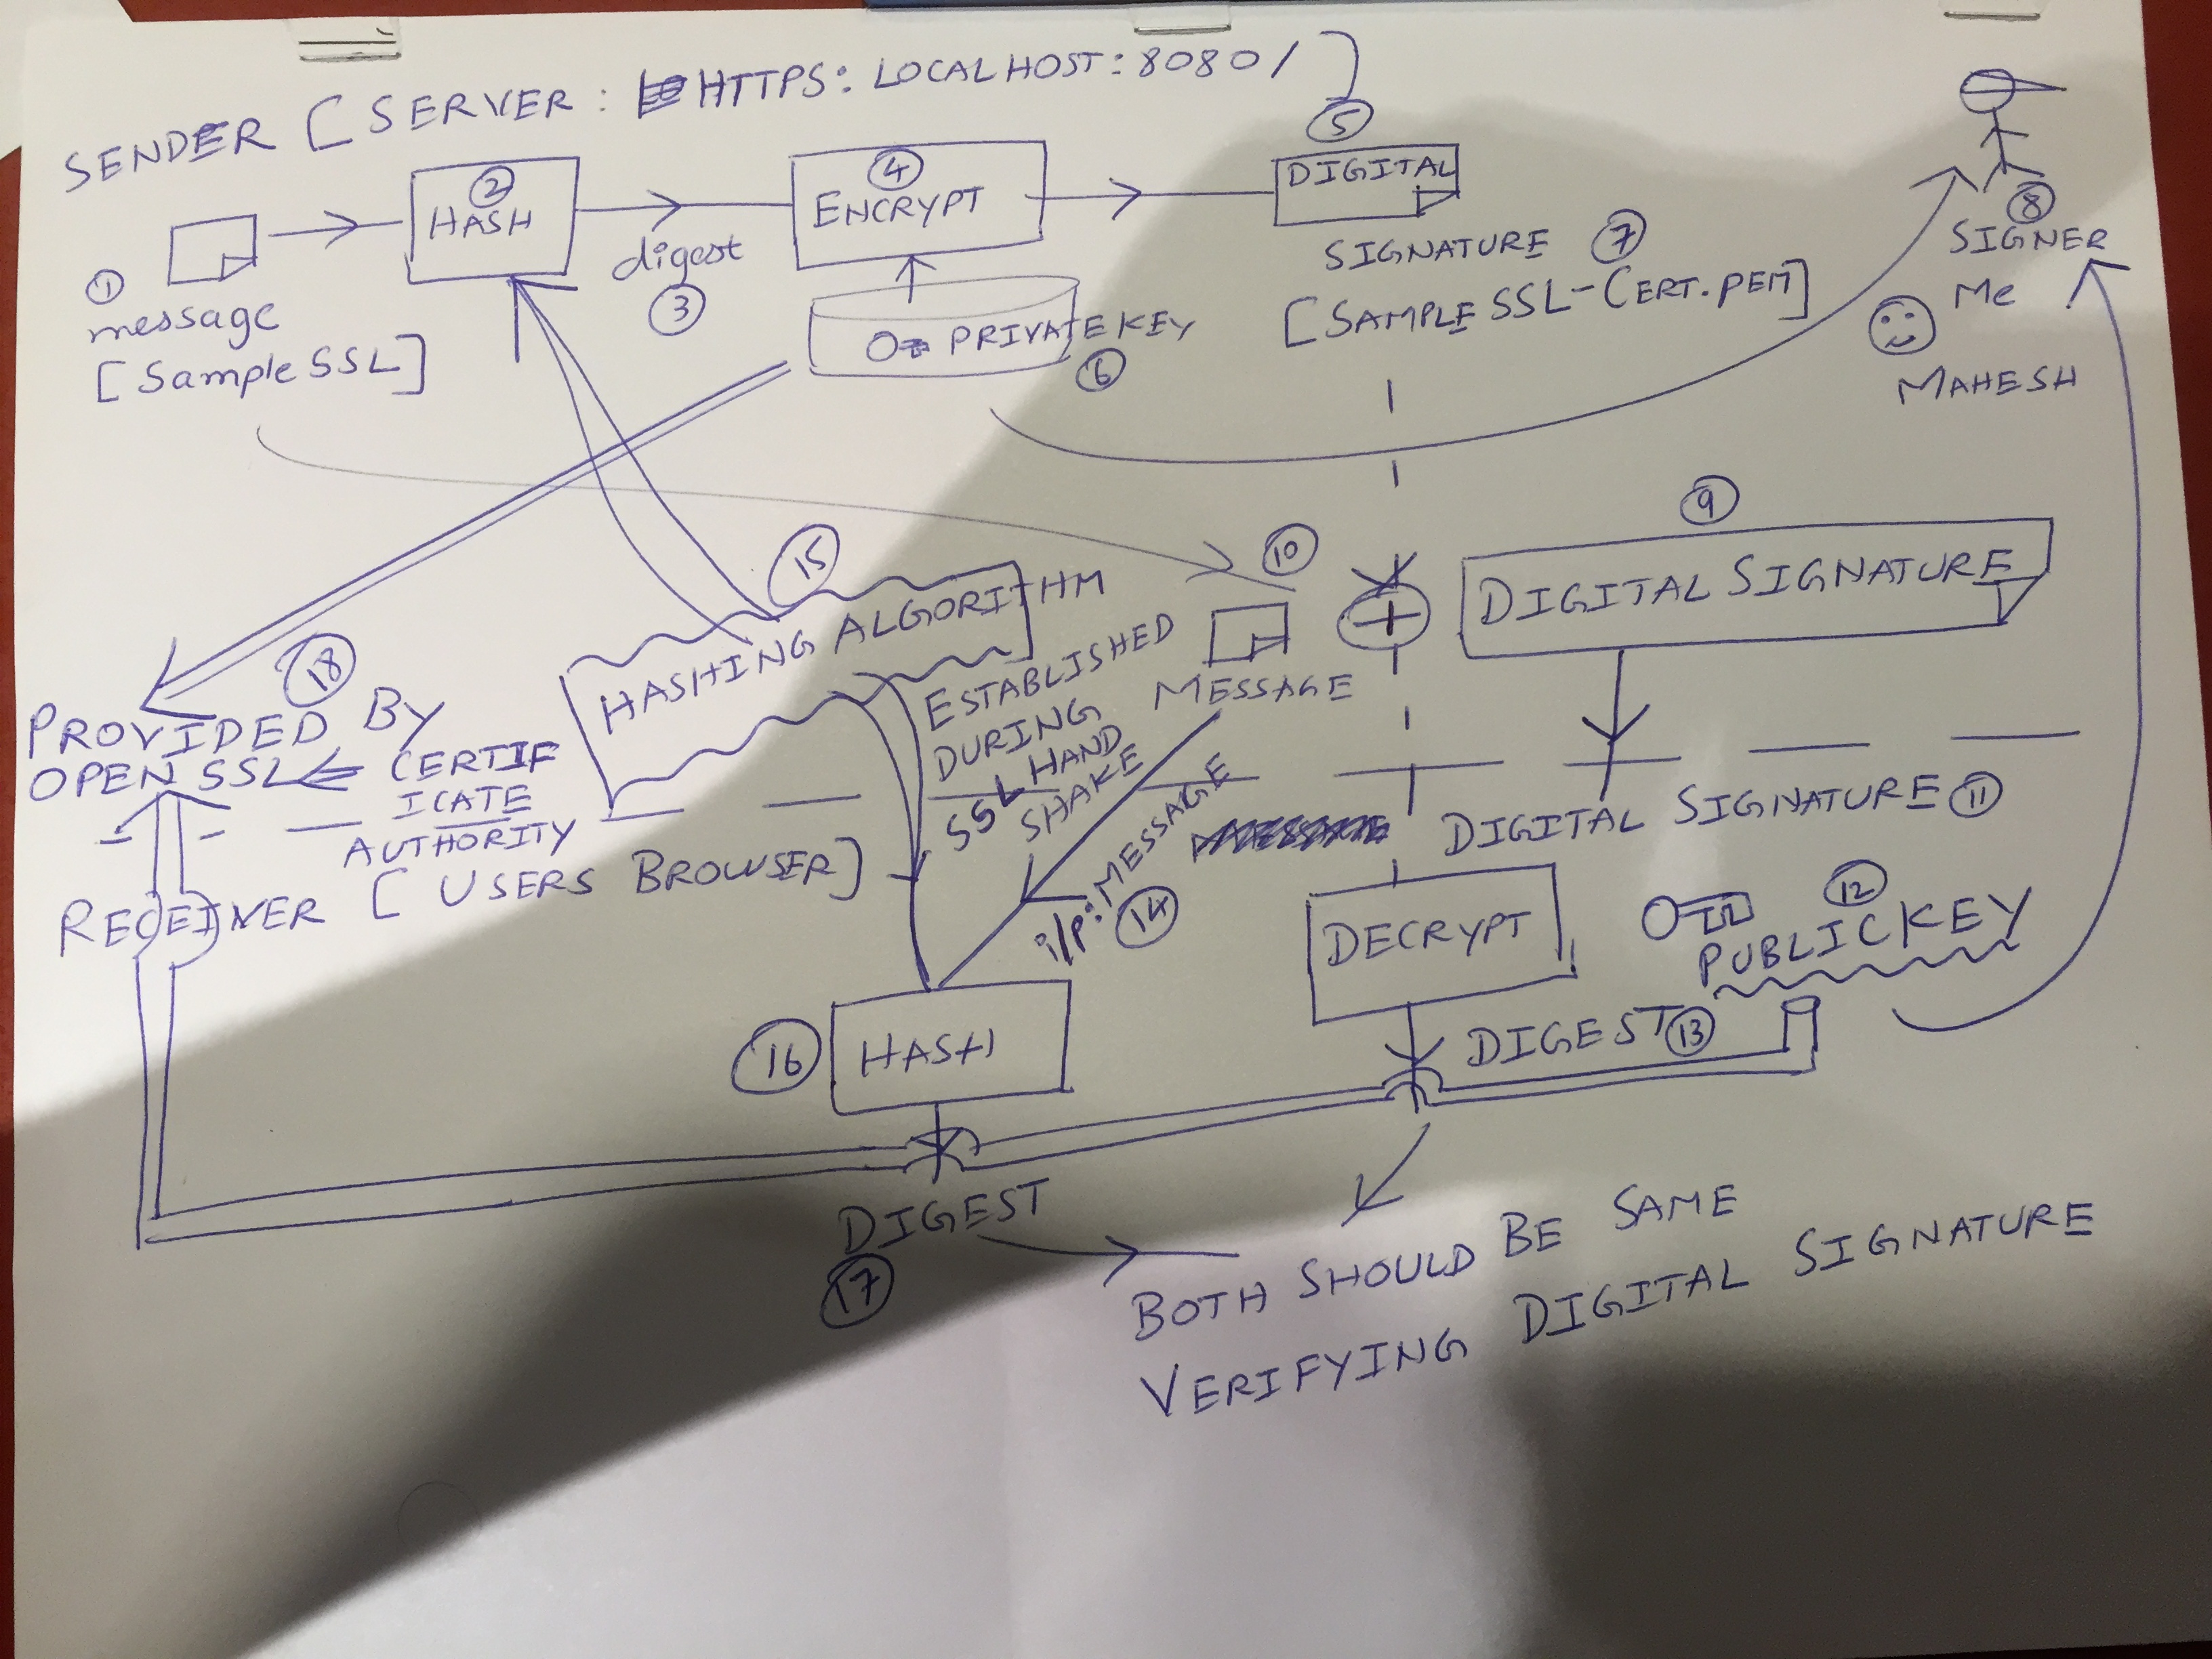 SENDER [SERVER: HTTPS: LOCALHOST:8080/
5
2
HASH
4
ENCRYPT
DIGITAL
SIGNATURE 7
[SAMPLE SSL-CERT.PEM]
8
SIGNER
Me
MAHESH
1
message
[Sample SSL]
digest
3
PRIVATE KEY
6
9
DIGITAL SIGNATURE
10
MESSAGE
15
HASHING ALGORITHM
ESTABLISHED
DURING
SSL HAND
SHAKE
18
PROVIDED BY
OPEN SSL
CERTIF
ICATE
AUTHORITY
DIGITAL SIGNATURE 11
RECEIVER [USERS BROWSER]
i/p: MESSAGE
14
DECRYPT
12
PUBLIC KEY
16
HASH
DIGEST 13
DIGEST
17
BOTH SHOULD BE SAME
VERIFYING DIGITAL SIGNATURE